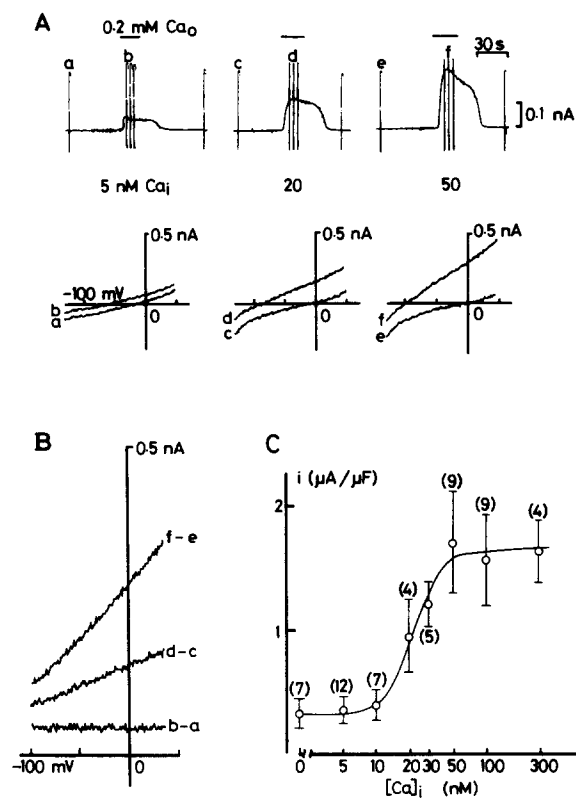 A
0.2 mM Cao
a b c d e f 30s
0.1 nA
5 nM Cai 20 50
0.5 nA 0.5 nA 0.5 nA
-100 mV
b
a
0
d
c
0
f
e
0
B
0.5 nA
f-e
d-c
b-a
-100 mV 0
C
i (μA/μF)
2
1
(7) (12) (7) (4) (5) (9) (9) (4)
0 5 10 20 30 50 100 300
[Ca]i (nM)